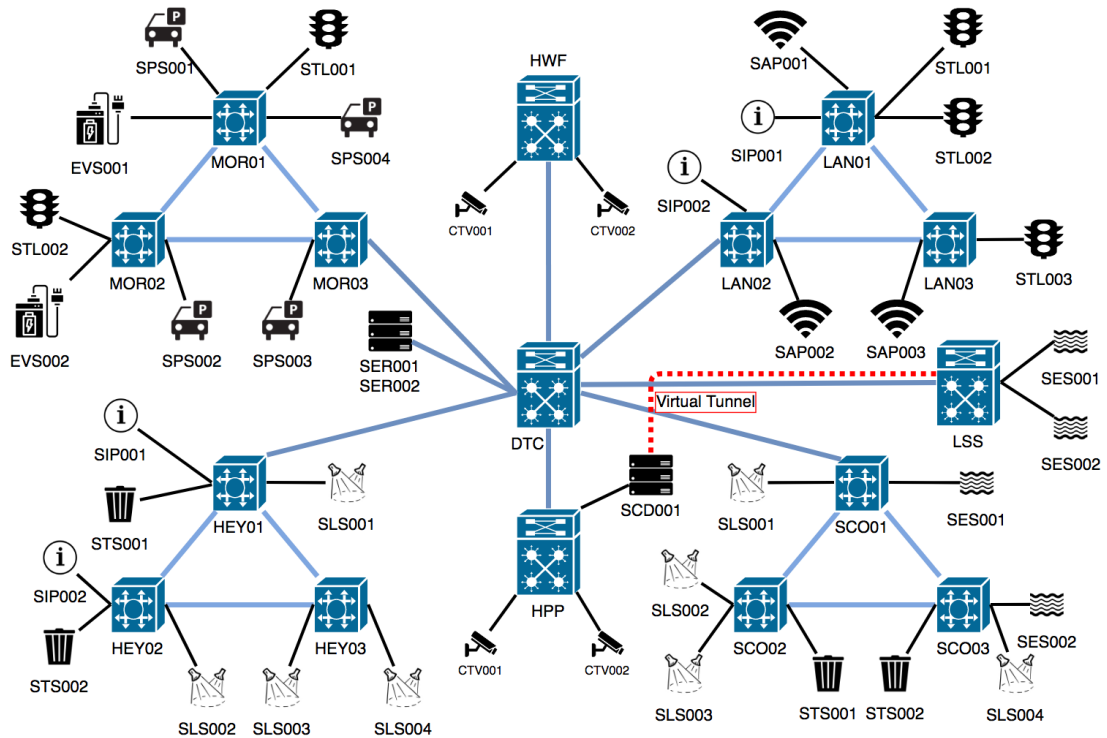 P
SPS001
STL001
HWF
SAP001
STL001
EVS001
MOR01
P
SPS004
i
SIP001
LAN01
STL002
STL002
MOR02
MOR03
CTV001
CTV002
i
SIP002
LAN02
LAN03
STL003
EVS002
P
SPS002
P
SPS003
SER001
SER002
SAP002
SAP003
SES001
Virtual Tunnel
DTC
LSS
SES002
i
SIP001
STS001
HEY01
SLS001
SCD001
SLS001
SCO01
SES001
i
SIP002
STS002
HEY02
HEY03
HPP
SLS002
SCO02
SCO03
SES002
CTV001
CTV002
SLS002
SLS003
SLS004
SLS003
STS001
STS002
SLS004